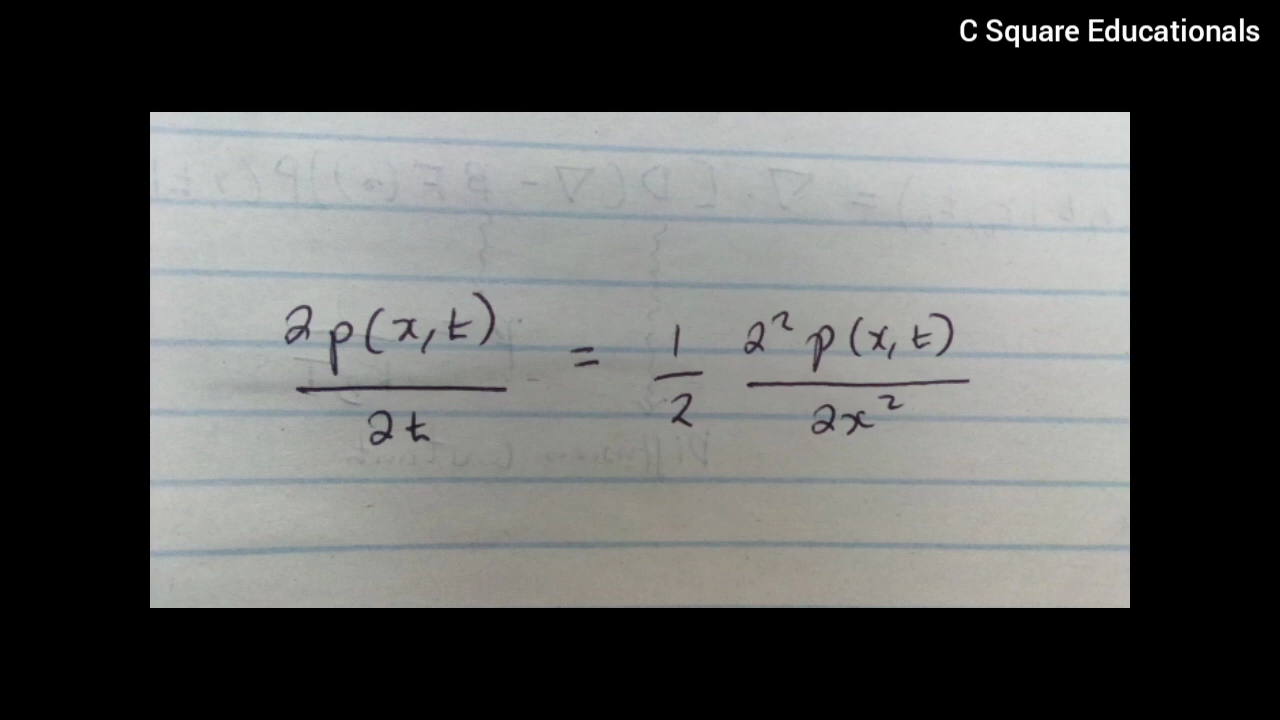 C Square Educationals
∂p(x,t)/∂t = 1/2 ∂²p(x,t)/∂x²